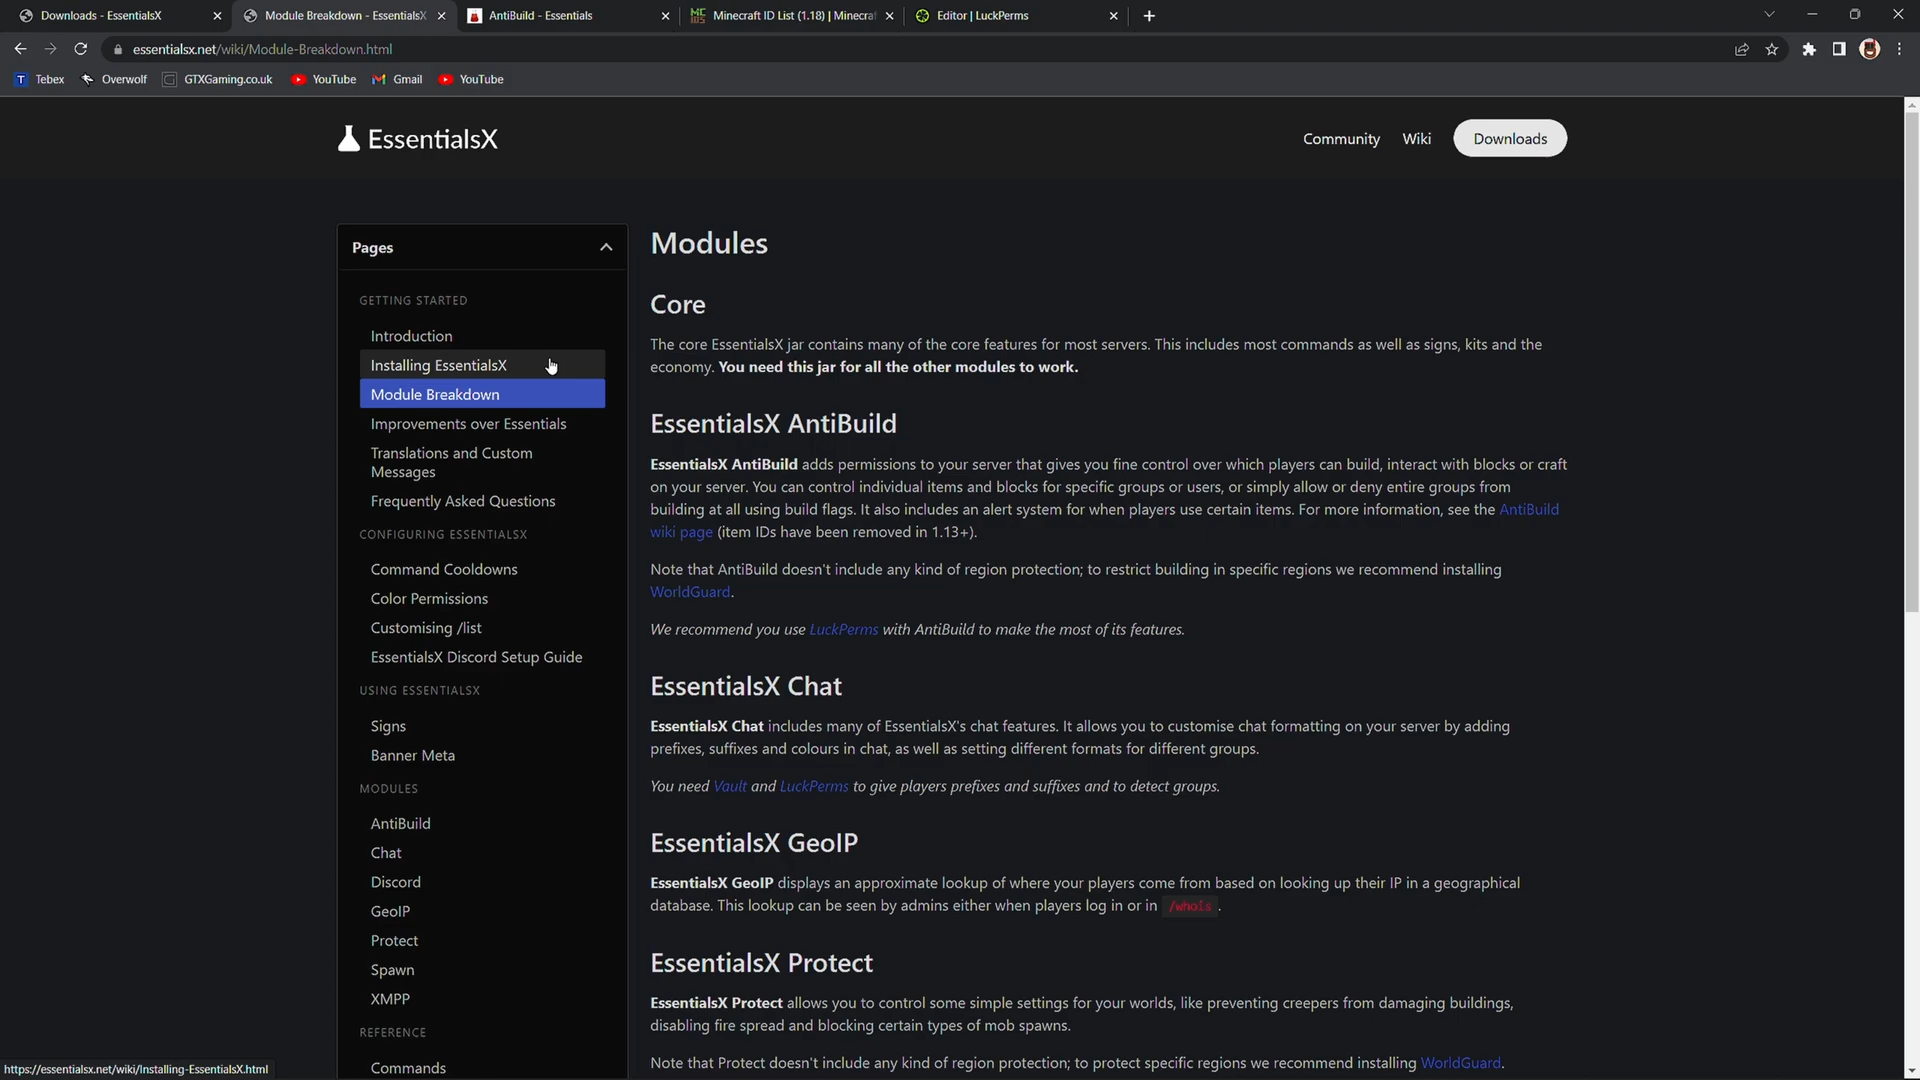 Downloads - EssentialsX
Module Breakdown - EssentialsX
AntiBuild - Essentials
Minecraft ID List (1.18) | Minecraf
Editor | LuckPerms
essentialsx.net/wiki/Module-Breakdown.html
Tebex
Overwolf
GTXGaming.co.uk
YouTube
Gmail
YouTube
EssentialsX
Community
Wiki
Downloads
Pages
GETTING STARTED
Introduction
Installing EssentialsX
Module Breakdown
Improvements over Essentials
Translations and Custom
Messages
Frequently Asked Questions
CONFIGURING ESSENTIALSX
Command Cooldowns
Color Permissions
Customising /list
EssentialsX Discord Setup Guide
USING ESSENTIALSX
Signs
Banner Meta
MODULES
AntiBuild
Chat
Discord
GeoIP
Protect
Spawn
XMPP
REFERENCE
Commands
Modules
Core
The core EssentialsX jar contains many of the core features for most servers. This includes most commands as well as signs, kits and the
economy. You need this jar for all the other modules to work.
EssentialsX AntiBuild
EssentialsX AntiBuild adds permissions to your server that gives you fine control over which players can build, interact with blocks or craft
on your server. You can control individual items and blocks for specific groups or users, or simply allow or deny entire groups from
building at all using build flags. It also includes an alert system for when players use certain items. For more information, see the AntiBuild
wiki page (item IDs have been removed in 1.13+).
Note that AntiBuild doesn't include any kind of region protection; to restrict building in specific regions we recommend installing
WorldGuard.
We recommend you use LuckPerms with AntiBuild to make the most of its features.
EssentialsX Chat
EssentialsX Chat includes many of EssentialsX's chat features. It allows you to customise chat formatting on your server by adding
prefixes, suffixes and colours in chat, as well as setting different formats for different groups.
You need Vault and LuckPerms to give players prefixes and suffixes and to detect groups.
EssentialsX GeoIP
EssentialsX GeoIP displays an approximate lookup of where your players come from based on looking up their IP in a geographical
database. This lookup can be seen by admins either when players log in or in /whois .
EssentialsX Protect
EssentialsX Protect allows you to control some simple settings for your worlds, like preventing creepers from damaging buildings,
disabling fire spread and blocking certain types of mob spawns.
Note that Protect doesn't include any kind of region protection; to protect specific regions we recommend installing WorldGuard.
https://essentialsx.net/wiki/Installing-EssentialsX.html